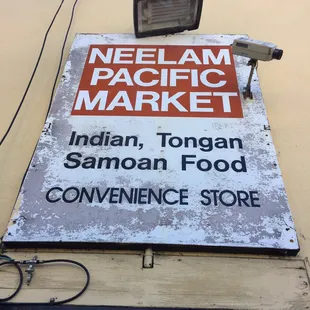 NEELAM
PACIFIC
MARKET
Indian, Tongan
Samoan Food
CONVENIENCE STORE